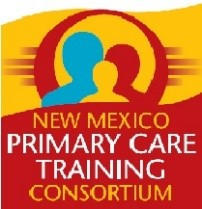 NEW MEXICO
PRIMARY CARE
TRAINING
CONSORTIUM